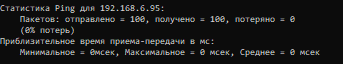 Статистика Ping для 192.168.6.95:
Пакетов: отправлено = 100, получено = 100, потеряно = 0
(0% потерь)
Приблизительное время приема-передачи в мс:
Минимальное = 0мсек, Максимальное = 0 мсек, Среднее = 0 мсек